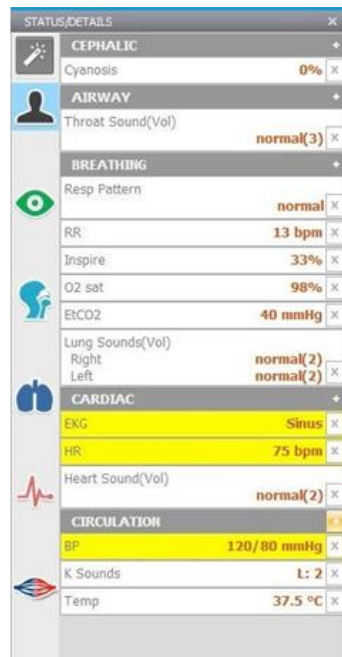 STATUS/DETAILS ×
CEPHALIC +
Cyanosis 0% ×
AIRWAY +
Throat Sound(Vol)
normal(3) ×
BREATHING +
Resp Pattern
normal ×
RR 13 bpm ×
Inspire 33% ×
O2 sat 98% ×
EtCO2 40 mmHg ×
Lung Sounds(Vol)
Right normal(2)
Left normal(2) ×
CARDIAC +
EKG Sinus ×
HR 75 bpm ×
Heart Sound(Vol)
normal(2) ×
CIRCULATION
BP 120/80 mmHg ×
K Sounds L: 2 ×
Temp 37.5 °C ×